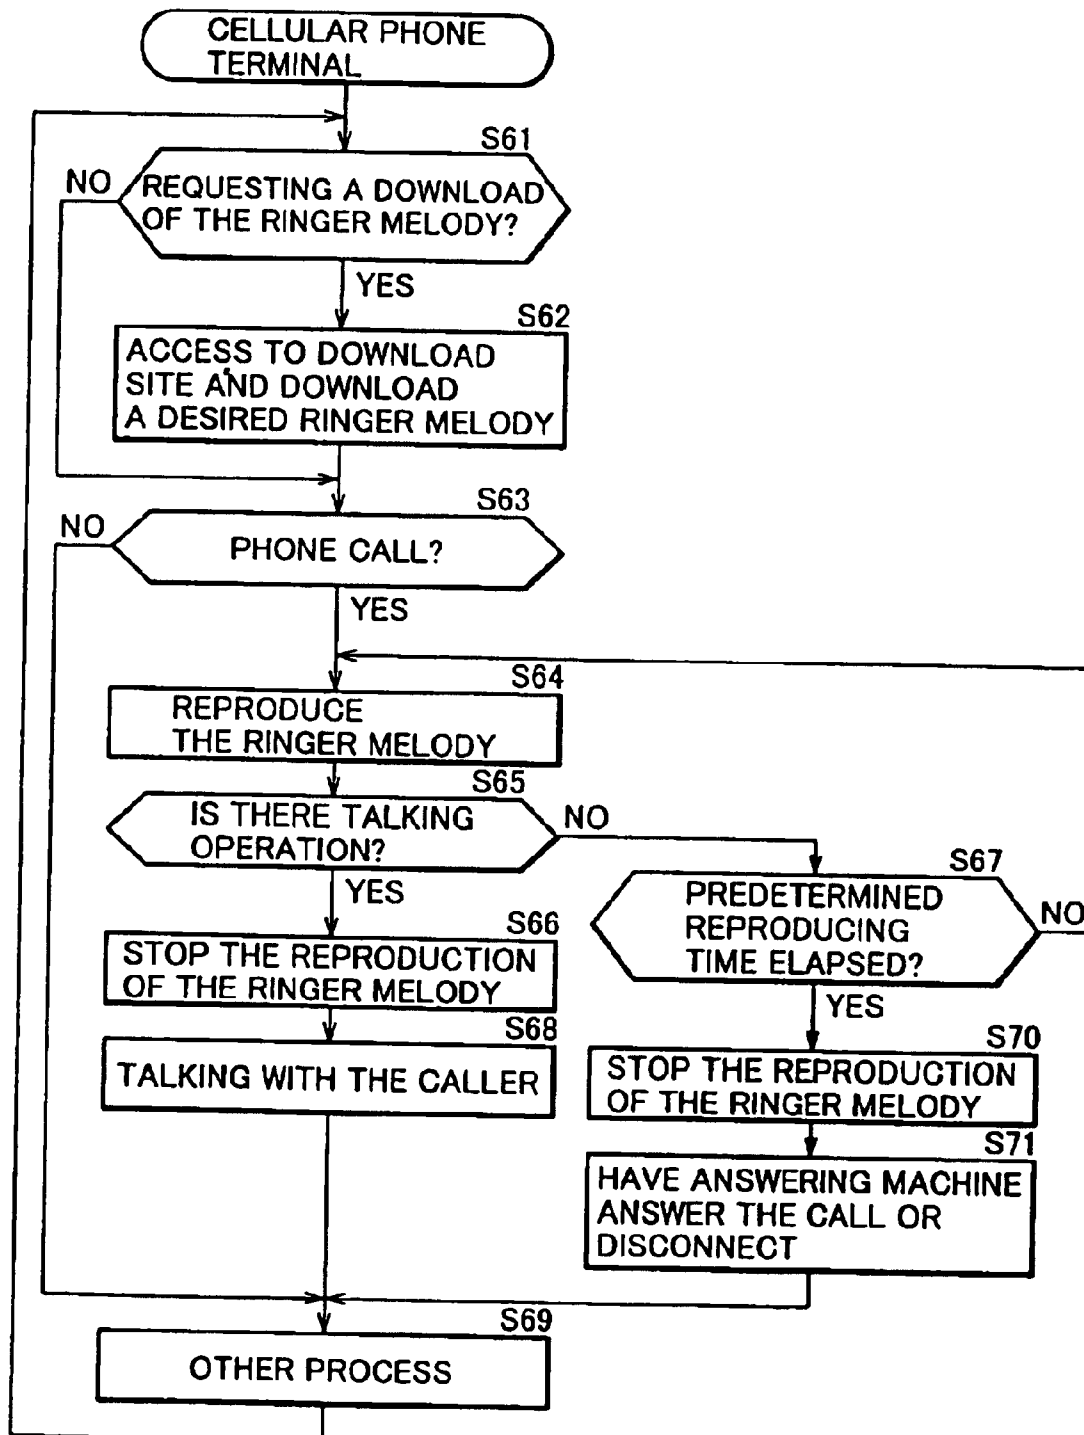 CELLULAR PHONE
TERMINAL
S61
NO
REQUESTING A DOWNLOAD
OF THE RINGER MELODY?
YES
S62
ACCESS TO DOWNLOAD
SITE AND DOWNLOAD
A DESIRED RINGER MELODY
S63
NO
PHONE CALL?
YES
S64
REPRODUCE
THE RINGER MELODY
S65
IS THERE TALKING
OPERATION?
NO
YES
S67
PREDETERMINED
REPRODUCING
TIME ELAPSED?
NO
YES
S66
STOP THE REPRODUCTION
OF THE RINGER MELODY
S68
TALKING WITH THE CALLER
S70
STOP THE REPRODUCTION
OF THE RINGER MELODY
S71
HAVE ANSWERING MACHINE
ANSWER THE CALL OR
DISCONNECT
S69
OTHER PROCESS